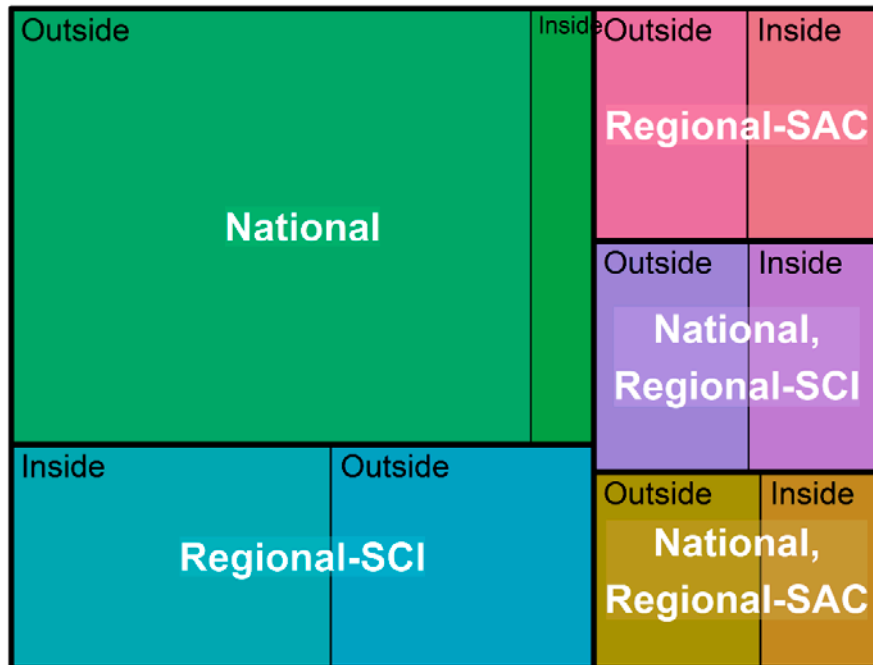 Outside
Inside
National
Inside
Outside
Regional-SCI
Outside
Inside
Regional-SAC
Outside
Inside
National,
Regional-SCI
Outside
Inside
National,
Regional-SAC